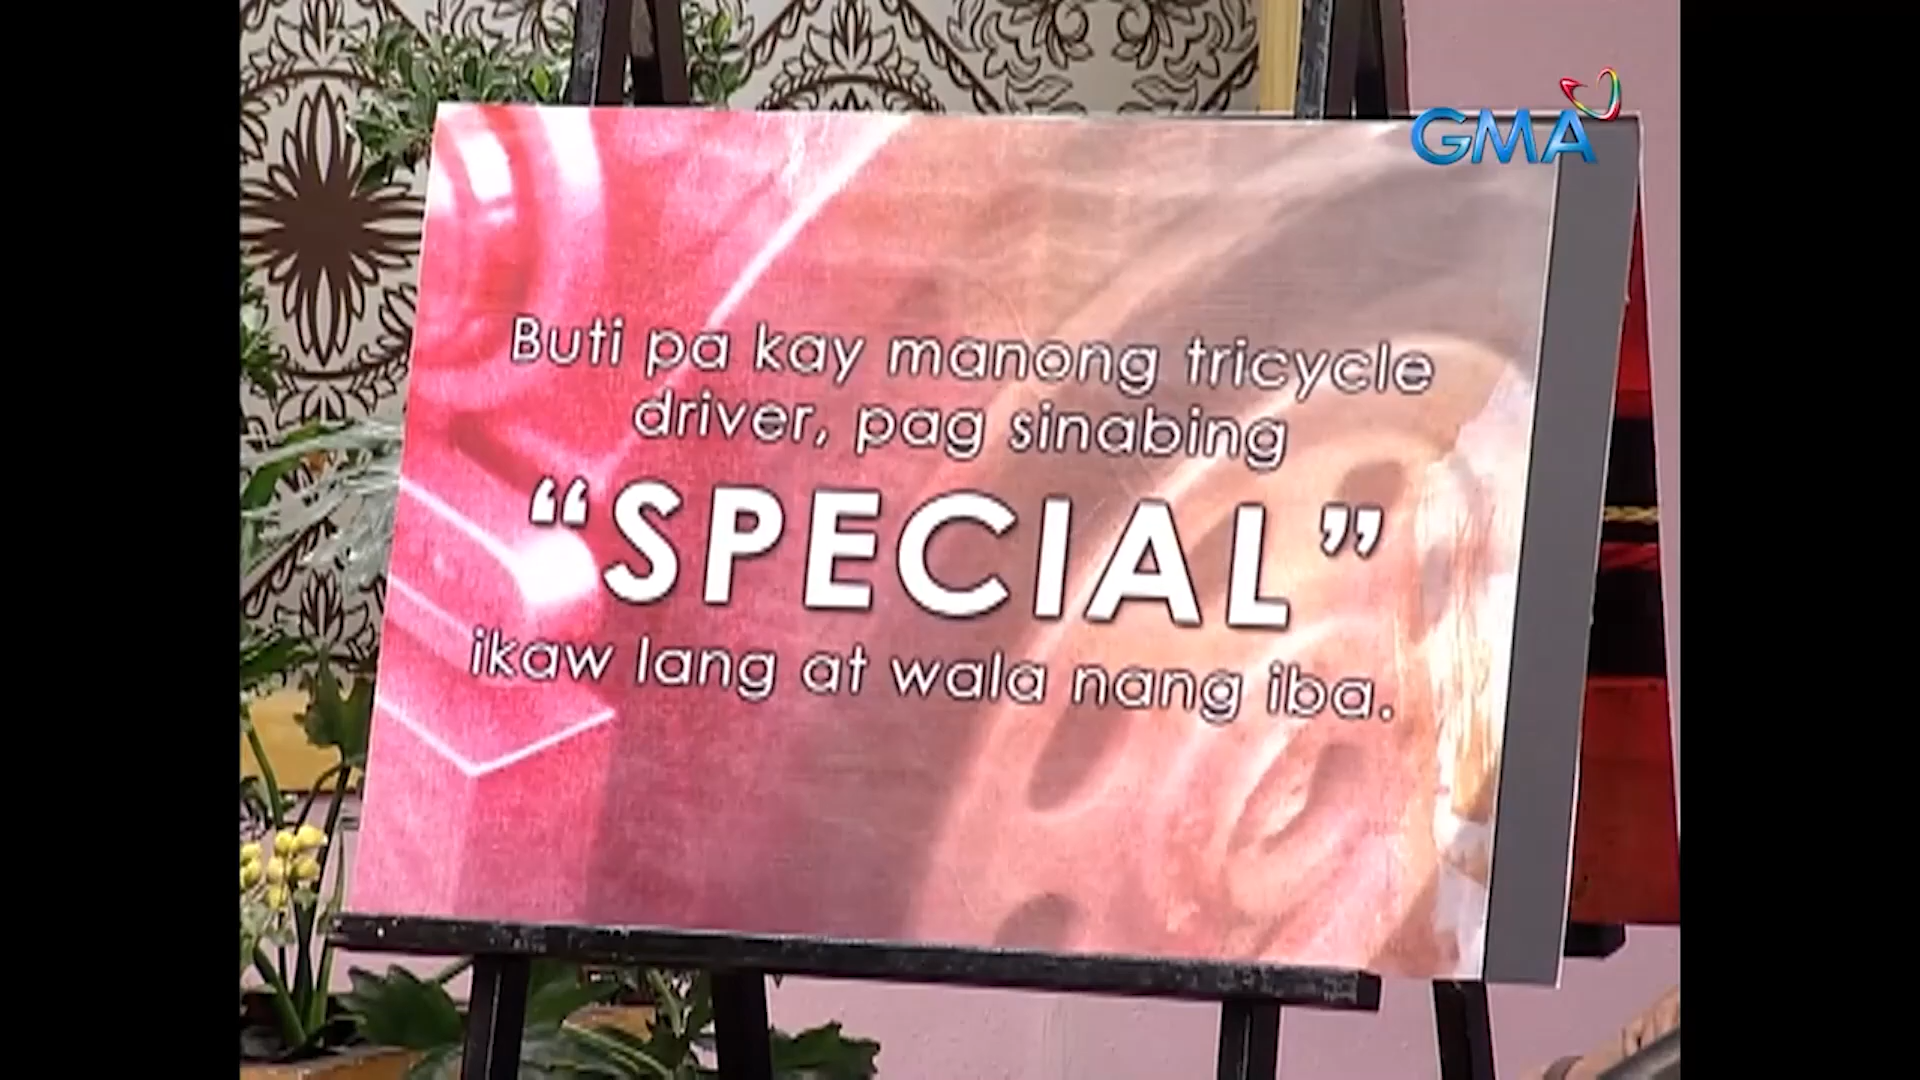 GMA
Buti pa kay manong tricycle
driver, pag sinabing
“SPECIAL”
ikaw lang at wala nang iba.